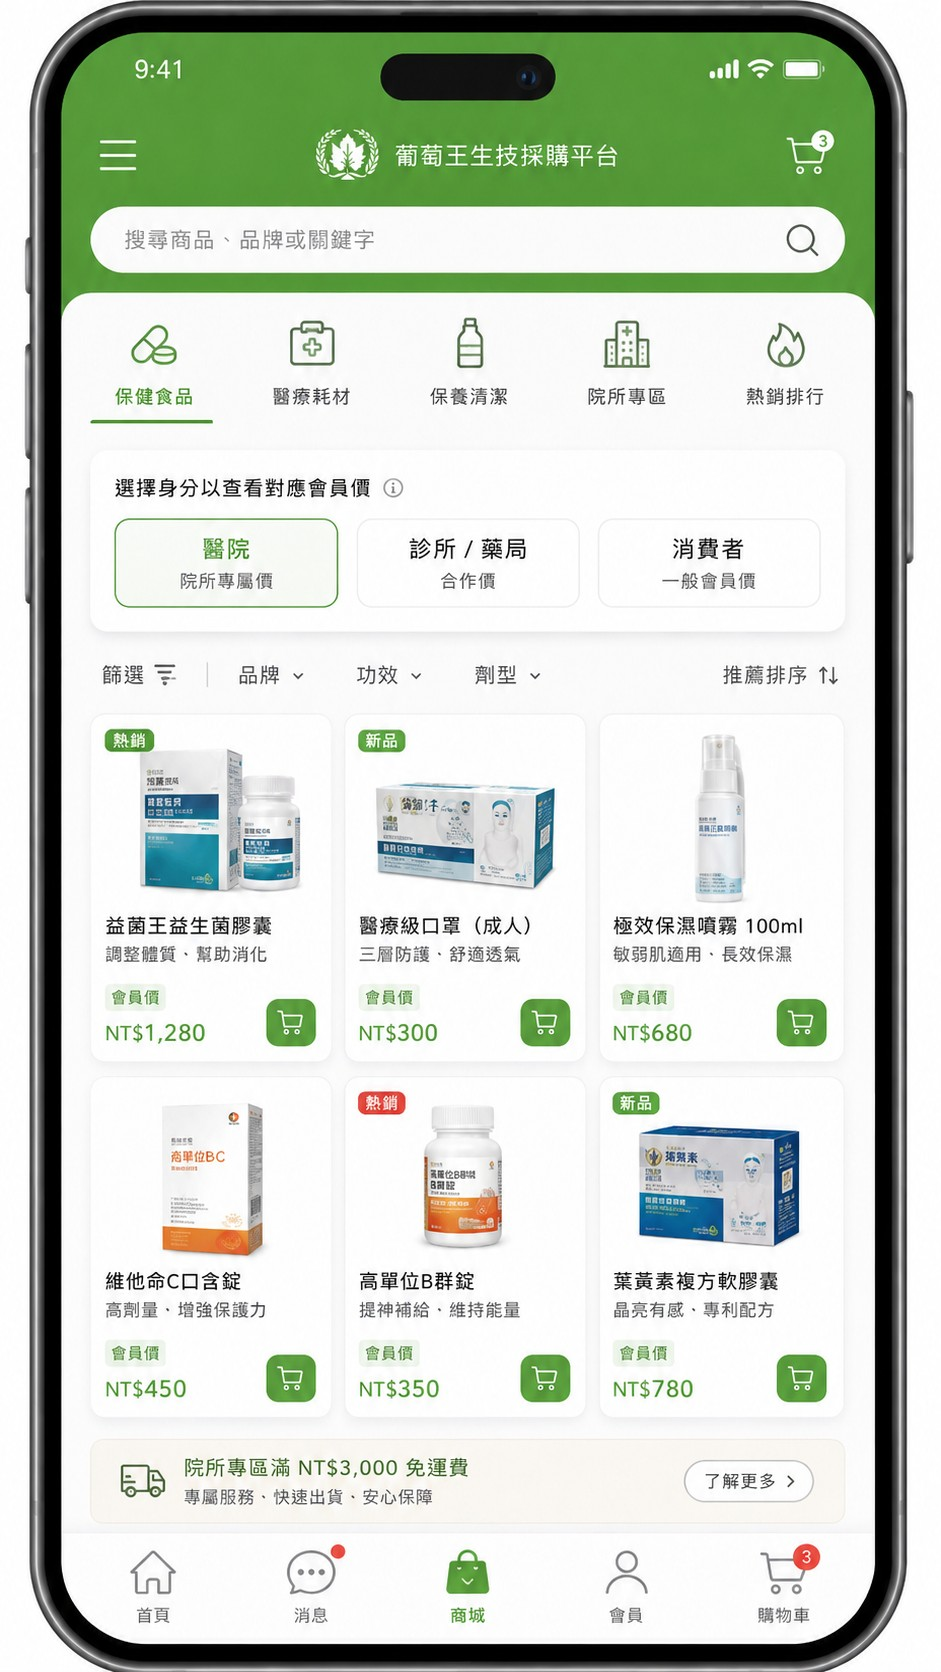 9:41
葡萄王生技採購平台
3
搜尋商品、品牌或關鍵字
保健食品
醫療耗材
保養清潔
院所專區
熱銷排行
選擇身分以查看對應會員價
醫院
院所專屬價
診所 / 藥局
合作價
消費者
一般會員價
篩選
品牌
功效
劑型
推薦排序
熱銷
益菌王益生菌膠囊
調整體質、幫助消化
會員價
NT$1,280
新品
醫療級口罩（成人）
三層防護、舒適透氣
會員價
NT$300
極效保濕噴霧 100ml
敏弱肌適用、長效保濕
會員價
NT$680
高單位BC
維他命C口含錠
高劑量、增強保護力
會員價
NT$450
熱銷
高單位B群錠
提神補給、維持能量
會員價
NT$350
新品
葉黃素複方軟膠囊
晶亮有感、專利配方
會員價
NT$780
院所專區滿 NT$3,000 免運費
專屬服務、快速出貨、安心保障
了解更多
首頁
消息
商城
會員
3
購物車